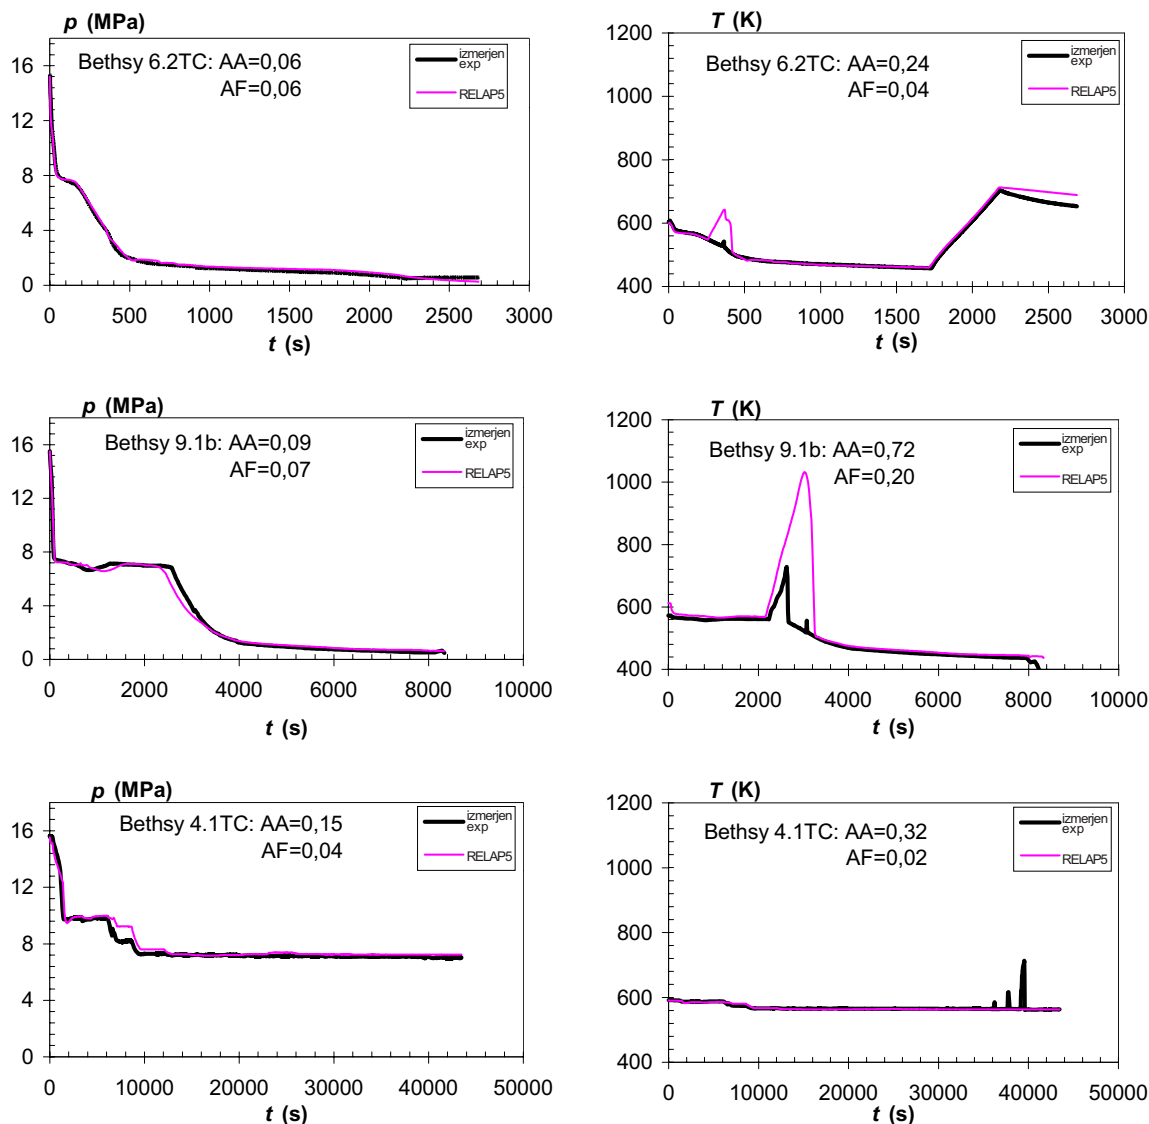 p (MPa)
16
12
8
4
0
Bethsy 6.2TC: AA=0,06
AF=0,06
izmerjen
exp
RELAP5
0 500 1000 1500 2000 2500 3000
t (s)
T (K)
1200
1000
800
600
400
Bethsy 6.2TC: AA=0,24
AF=0,04
izmerjen
exp
RELAP5
0 500 1000 1500 2000 2500 3000
t (s)
p (MPa)
16
12
8
4
0
Bethsy 9.1b: AA=0,09
AF=0,07
izmerjen
exp
RELAP5
0 2000 4000 6000 8000 10000
t (s)
T (K)
1200
1000
800
600
400
Bethsy 9.1b: AA=0,72
AF=0,20
izmerjen
exp
RELAP5
0 2000 4000 6000 8000 10000
t (s)
p (MPa)
16
12
8
4
0
Bethsy 4.1TC: AA=0,15
AF=0,04
izmerjen
exp
RELAP5
0 10000 20000 30000 40000 50000
t (s)
T (K)
1200
1000
800
600
400
Bethsy 4.1TC: AA=0,32
AF=0,02
izmerjen
exp
RELAP5
0 10000 20000 30000 40000 50000
t (s)